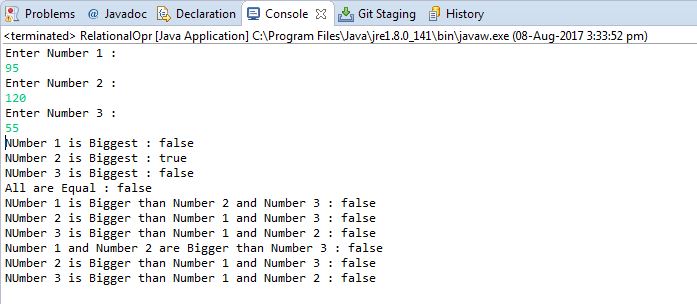 Problems @ Javadoc Declaration Console Git Staging History
<terminated> RelationalOpr [Java Application] C:\Program Files\Java\jre1.8.0_141\bin\javaw.exe (08-Aug-2017 3:33:52 pm)
Enter Number 1 :
95
Enter Number 2 :
120
Enter Number 3 :
55
NUmber 1 is Biggest : false
NUmber 2 is Biggest : true
NUmber 3 is Biggest : false
All are Equal : false
NUmber 1 is Bigger than Number 2 and Number 3 : false
NUmber 2 is Bigger than Number 1 and Number 3 : false
NUmber 3 is Bigger than Number 1 and Number 2 : false
Number 1 and Number 2 are Bigger than Number 3 : false
NUmber 2 is Bigger than Number 1 and Number 3 : false
NUmber 3 is Bigger than Number 1 and Number 2 : false